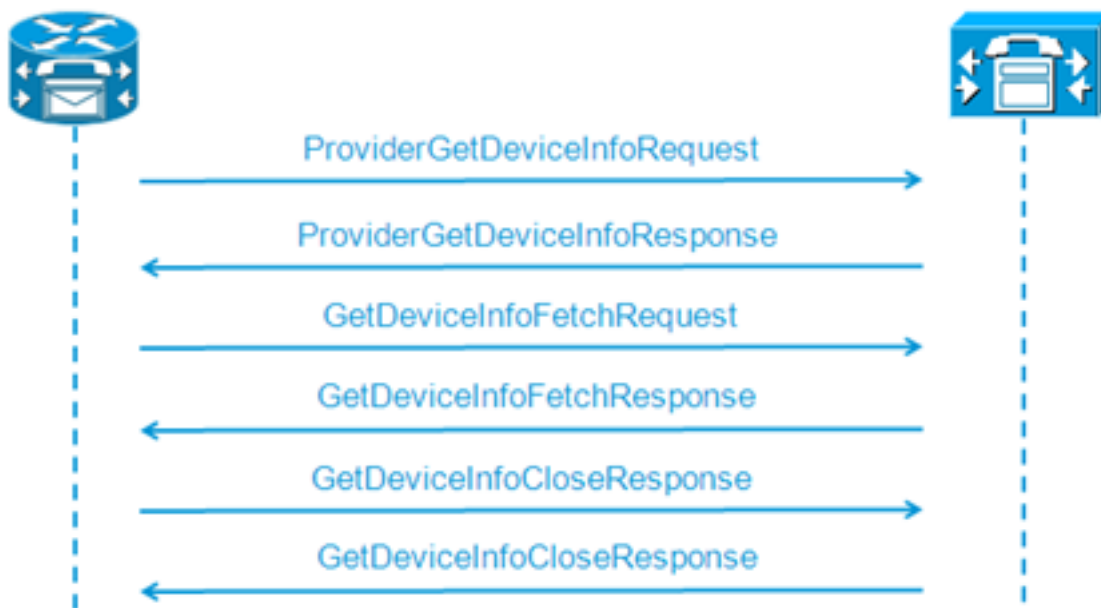 ProviderGetDeviceInfoRequest
ProviderGetDeviceInfoResponse
GetDeviceInfoFetchRequest
GetDeviceInfoFetchResponse
GetDeviceInfoCloseResponse
GetDeviceInfoCloseResponse